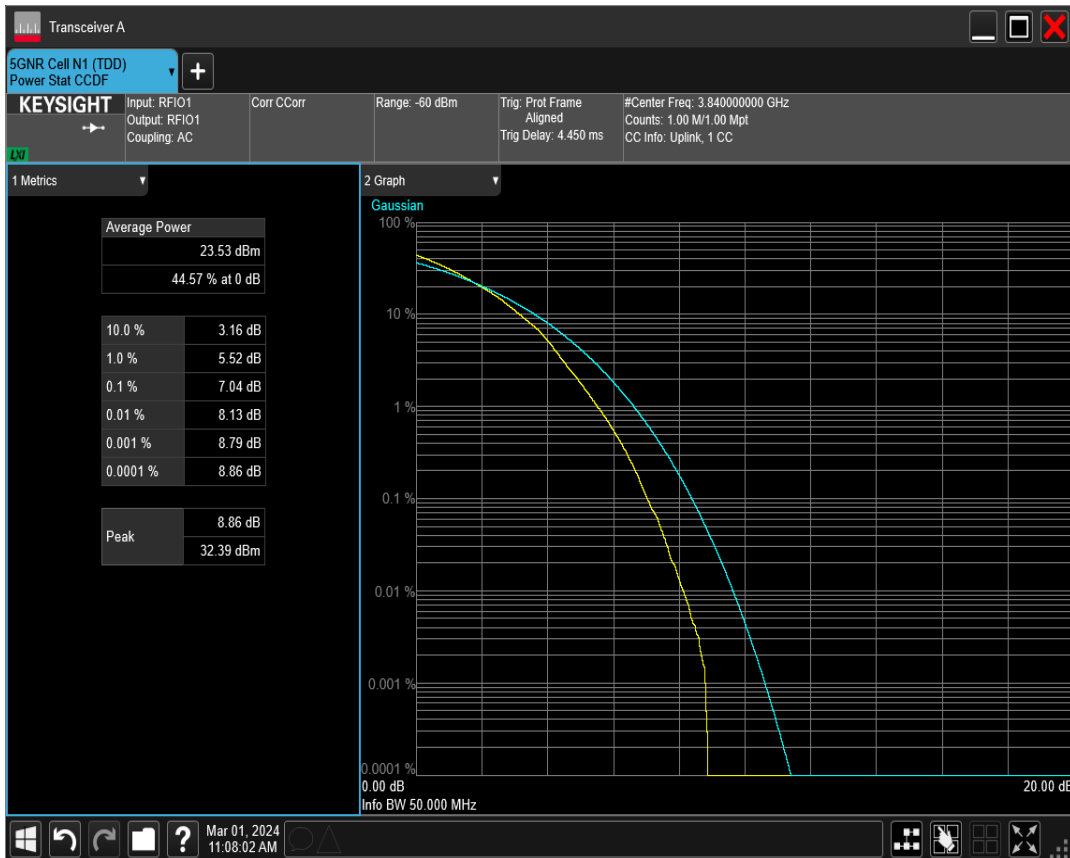 Transceiver A
5GNR Cell N1 (TDD)
Power Stat CCDF
+
KEYSIGHT
LXI
Input: RFIO1
Output: RFIO1
Coupling: AC
Corr CCorr
Range: -60 dBm
Trig: Prot Frame
Aligned
Trig Delay: 4.450 ms
#Center Freq: 3.840000000 GHz
Counts: 1.00 M/1.00 Mpt
CC Info: Uplink, 1 CC
1 Metrics
Average Power
23.53 dBm
44.57 % at 0 dB
10.0 % 3.16 dB
1.0 % 5.52 dB
0.1 % 7.04 dB
0.01 % 8.13 dB
0.001 % 8.79 dB
0.0001 % 8.86 dB
Peak 8.86 dB
32.39 dBm
2 Graph
Gaussian
100 %
10 %
1 %
0.1 %
0.01 %
0.001 %
0.0001 %
0.00 dB 20.00 dB
Info BW 50.000 MHz
?
Mar 01, 2024
11:08:02 AM